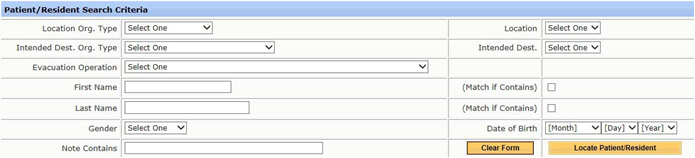 Patient/Resident Search Criteria
Location Org. Type Select One Location Select One
Intended Dest. Org. Type Select One Intended Dest. Select One
Evacuation Operation Select One
First Name (Match if Contains)
Last Name (Match if Contains)
Gender Select One Date of Birth [Month] [Day] [Year]
Note Contains Clear Form Locate Patient/Resident